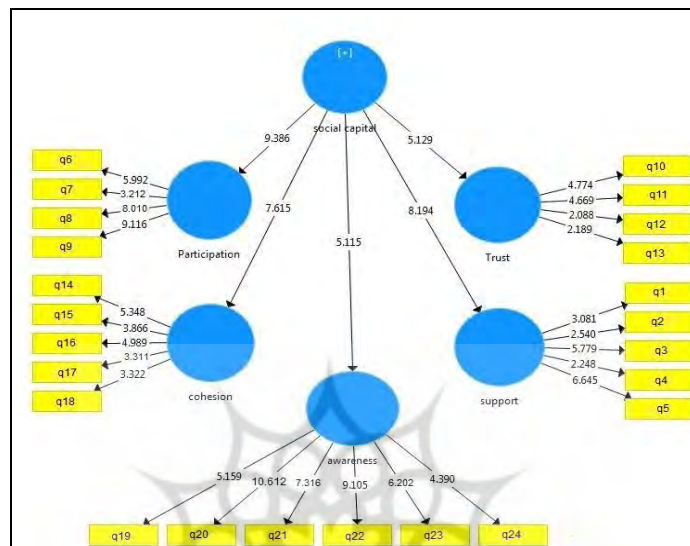 [+]
social capital
9.386
5.129
7.615
8.194
5.115
q6
q7
q8
q9
5.992
3.212
8.010
9.116
Participation
q10
q11
q12
q13
4.774
4.669
2.088
2.189
Trust
q14
q15
q16
q17
q18
5.348
3.866
4.989
3.311
3.322
cohesion
q1
q2
q3
q4
q5
3.081
2.540
5.779
2.248
6.645
support
awareness
5.159
10.612
7.316
9.105
6.202
4.390
q19
q20
q21
q22
q23
q24